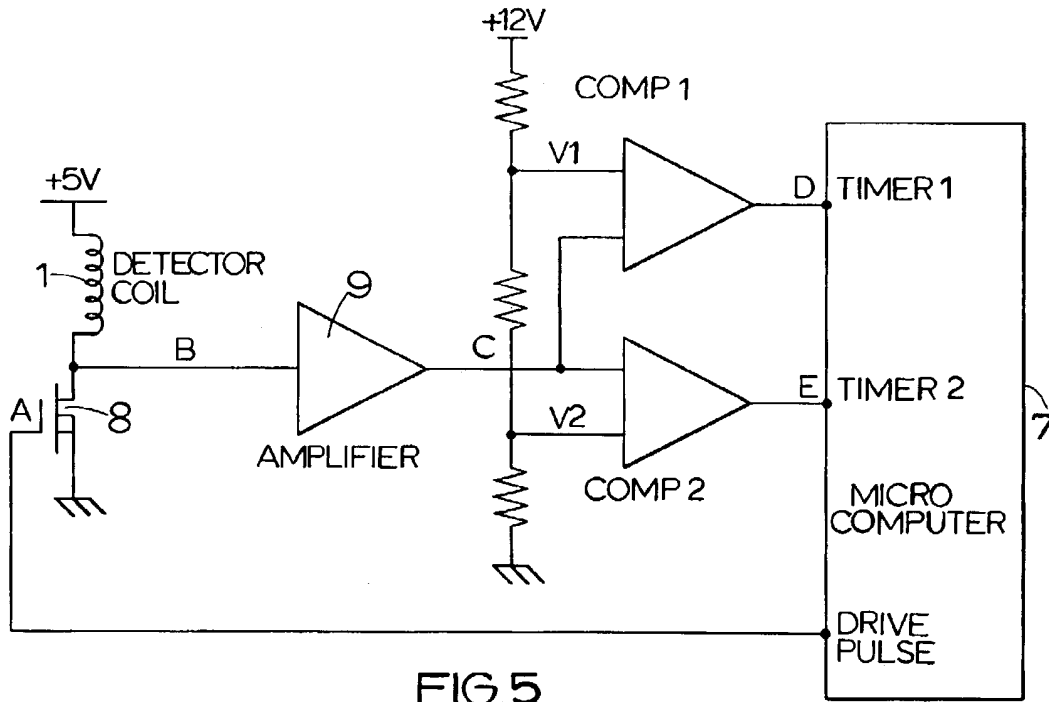 +12V
COMP 1
V1
D
TIMER 1
+5V
1
DETECTOR
COIL
9
B
C
A
8
E
TIMER 2
7
V2
AMPLIFIER
COMP 2
MICRO
COMPUTER
DRIVE
PULSE
FIG 5